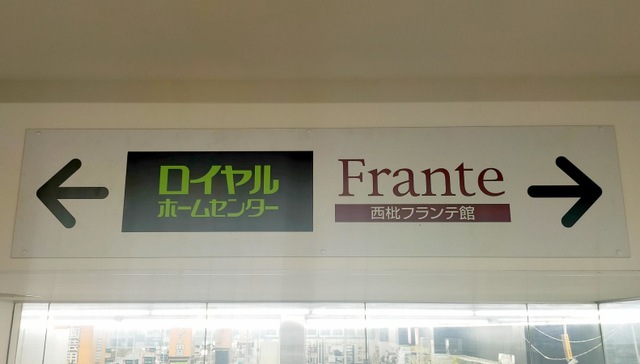 ロイヤル
ホームセンター
Frante
西枇フランテ館